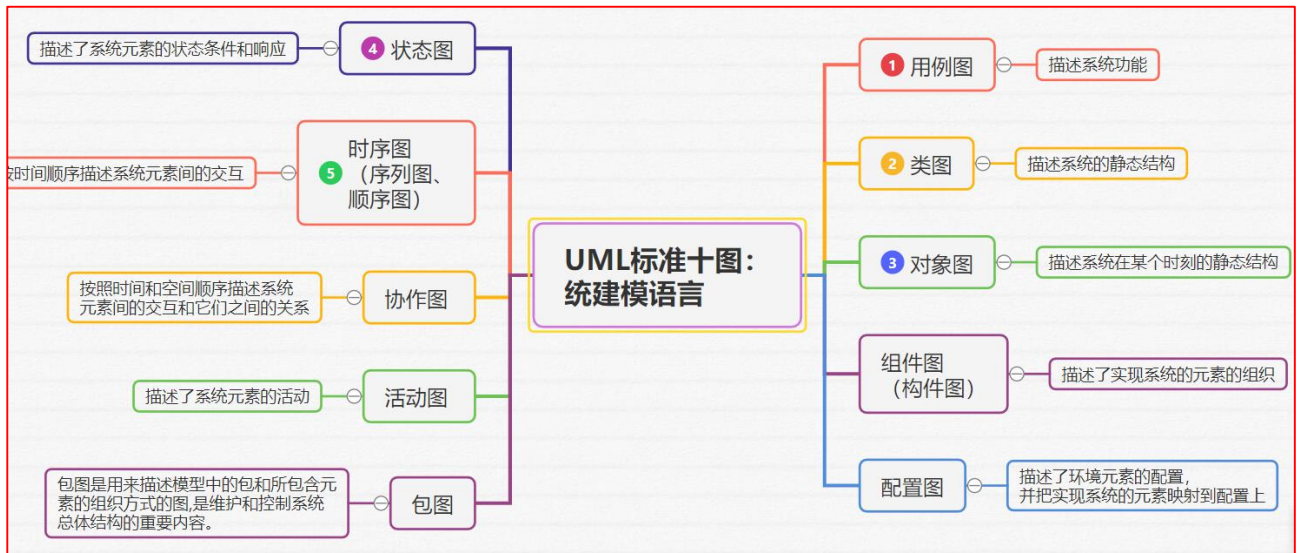 UML标准十图：
统建模语言
1 用例图
描述系统功能
2 类图
描述系统的静态结构
3 对象图
描述系统在某个时刻的静态结构
组件图
（构件图）
描述了实现系统的元素的组织
配置图
描述了环境元素的配置，
并把实现系统的元素映射到配置上
4 状态图
描述了系统元素的状态条件和响应
5 时序图
（序列图、
顺序图）
时间顺序描述系统元素间的交互
协作图
按照时间和空间顺序描述系统
元素间的交互和它们之间的关系
活动图
描述了系统元素的活动
包图
包图是用来描述模型中的包和所包含元
素的组织方式的图,是维护和控制系统
总体结构的重要内容。